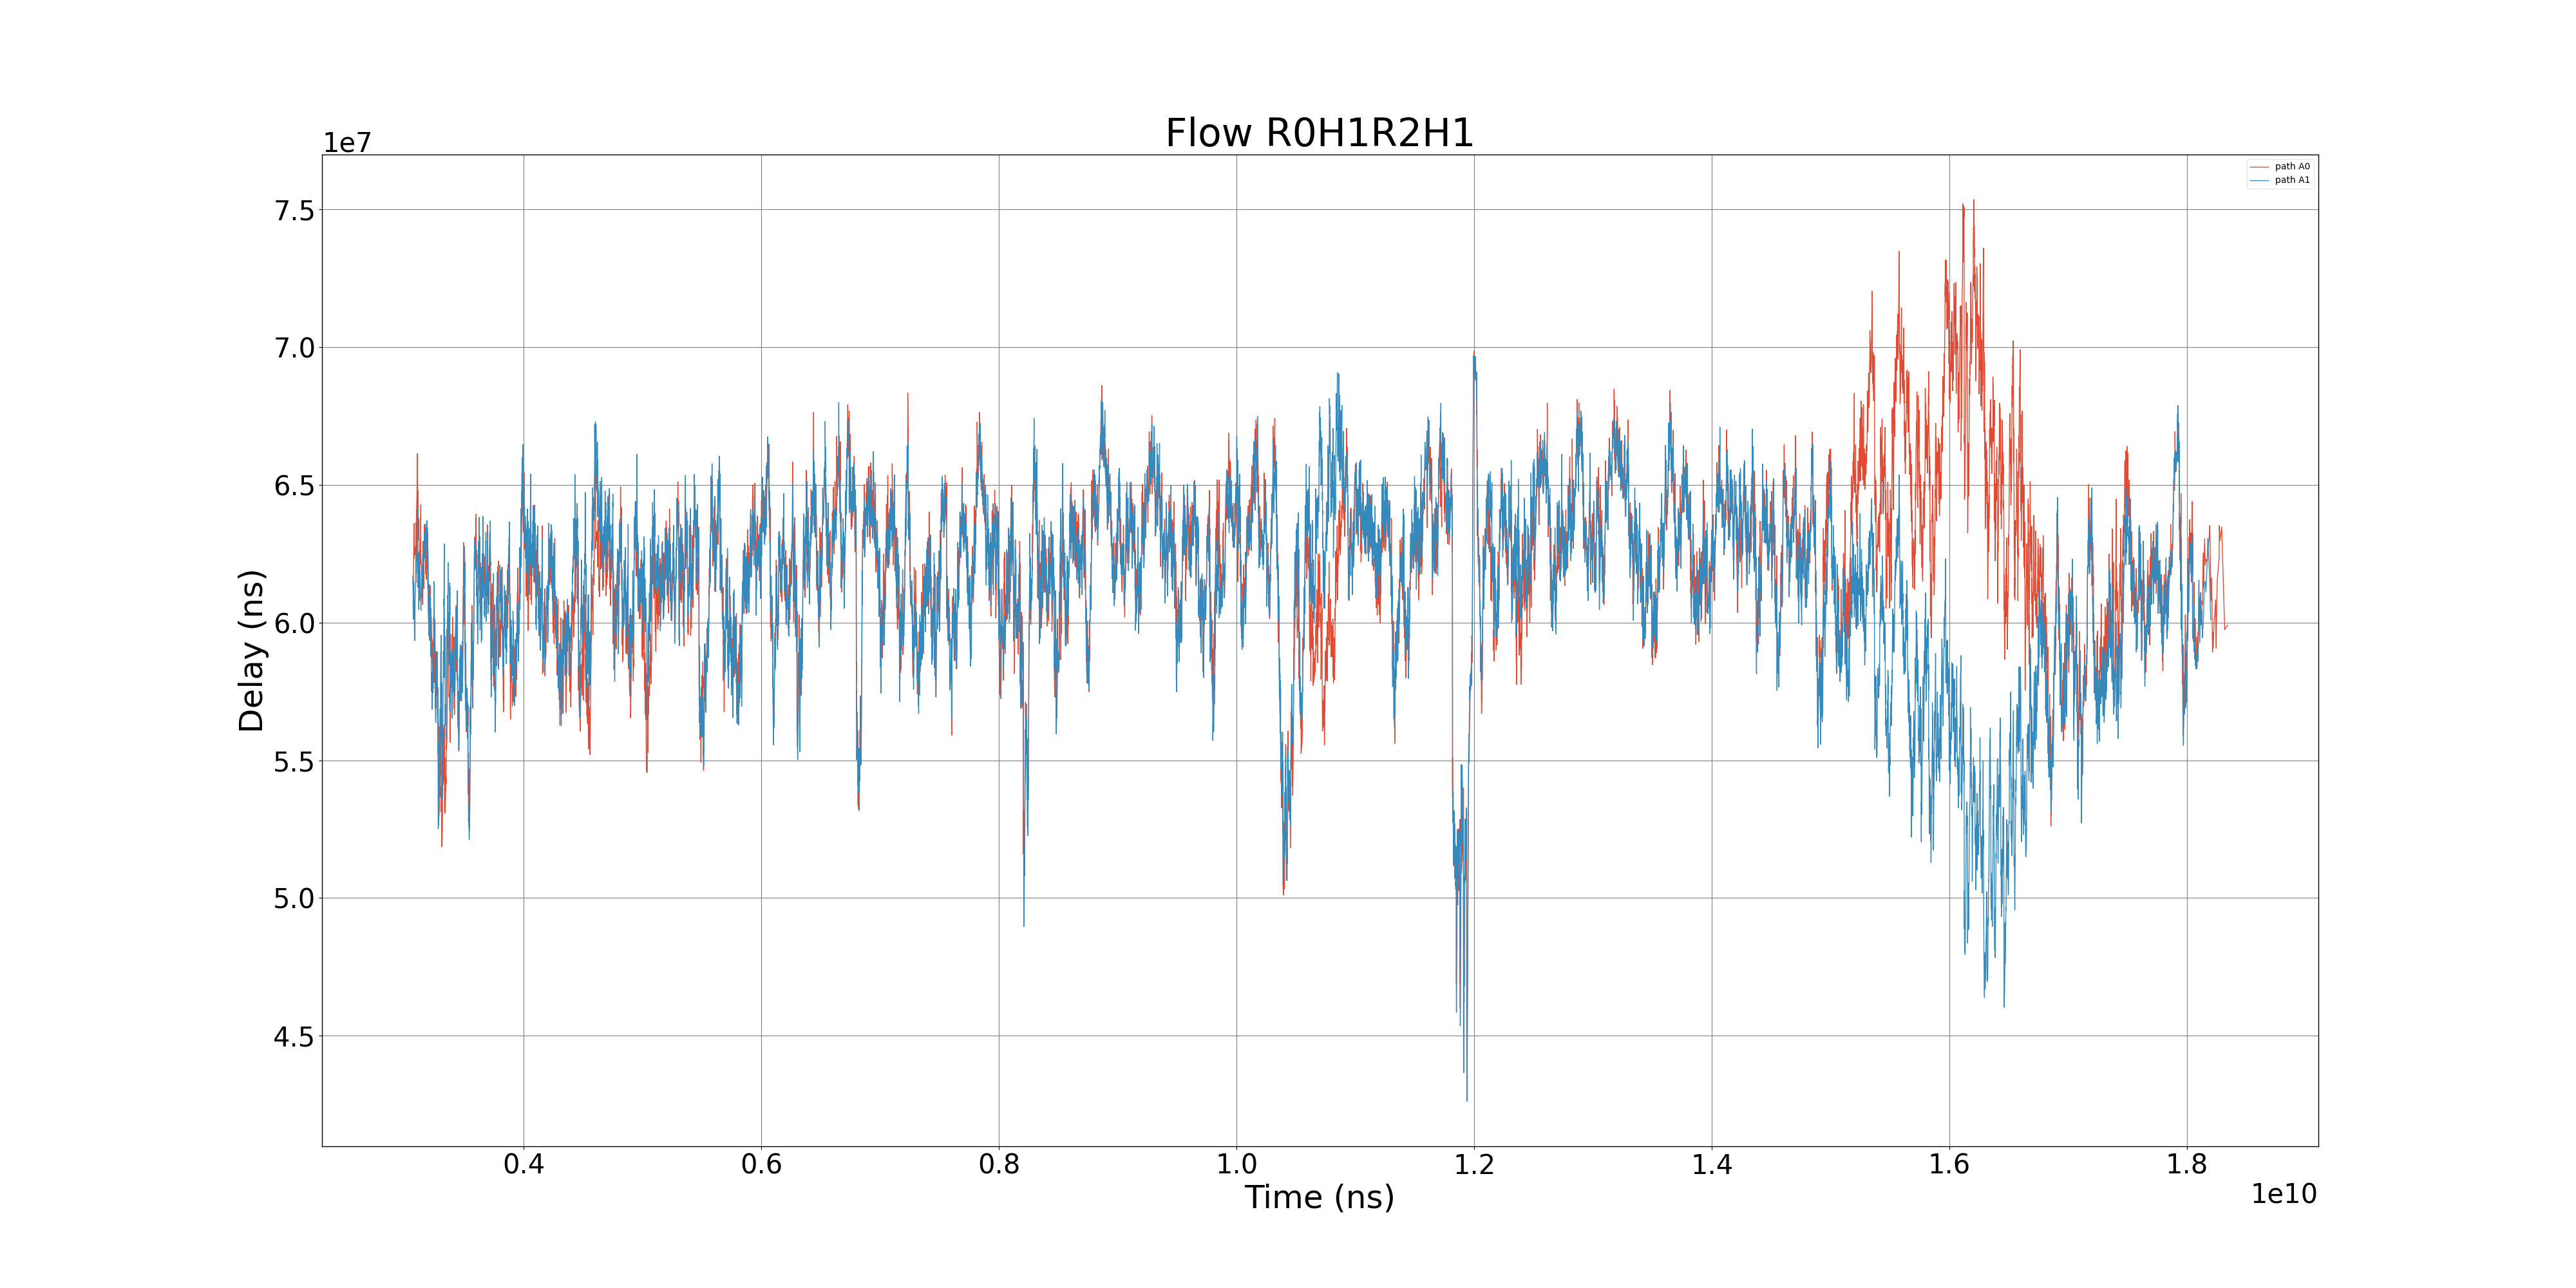 Flow R0H1R2H1
1e7
path A0
path A1
7.5
7.0
6.5
6.0
5.5
5.0
4.5
Delay (ns)
0.4 0.6 0.8 1.0 1.2 1.4 1.6 1.8
Time (ns)
1e10